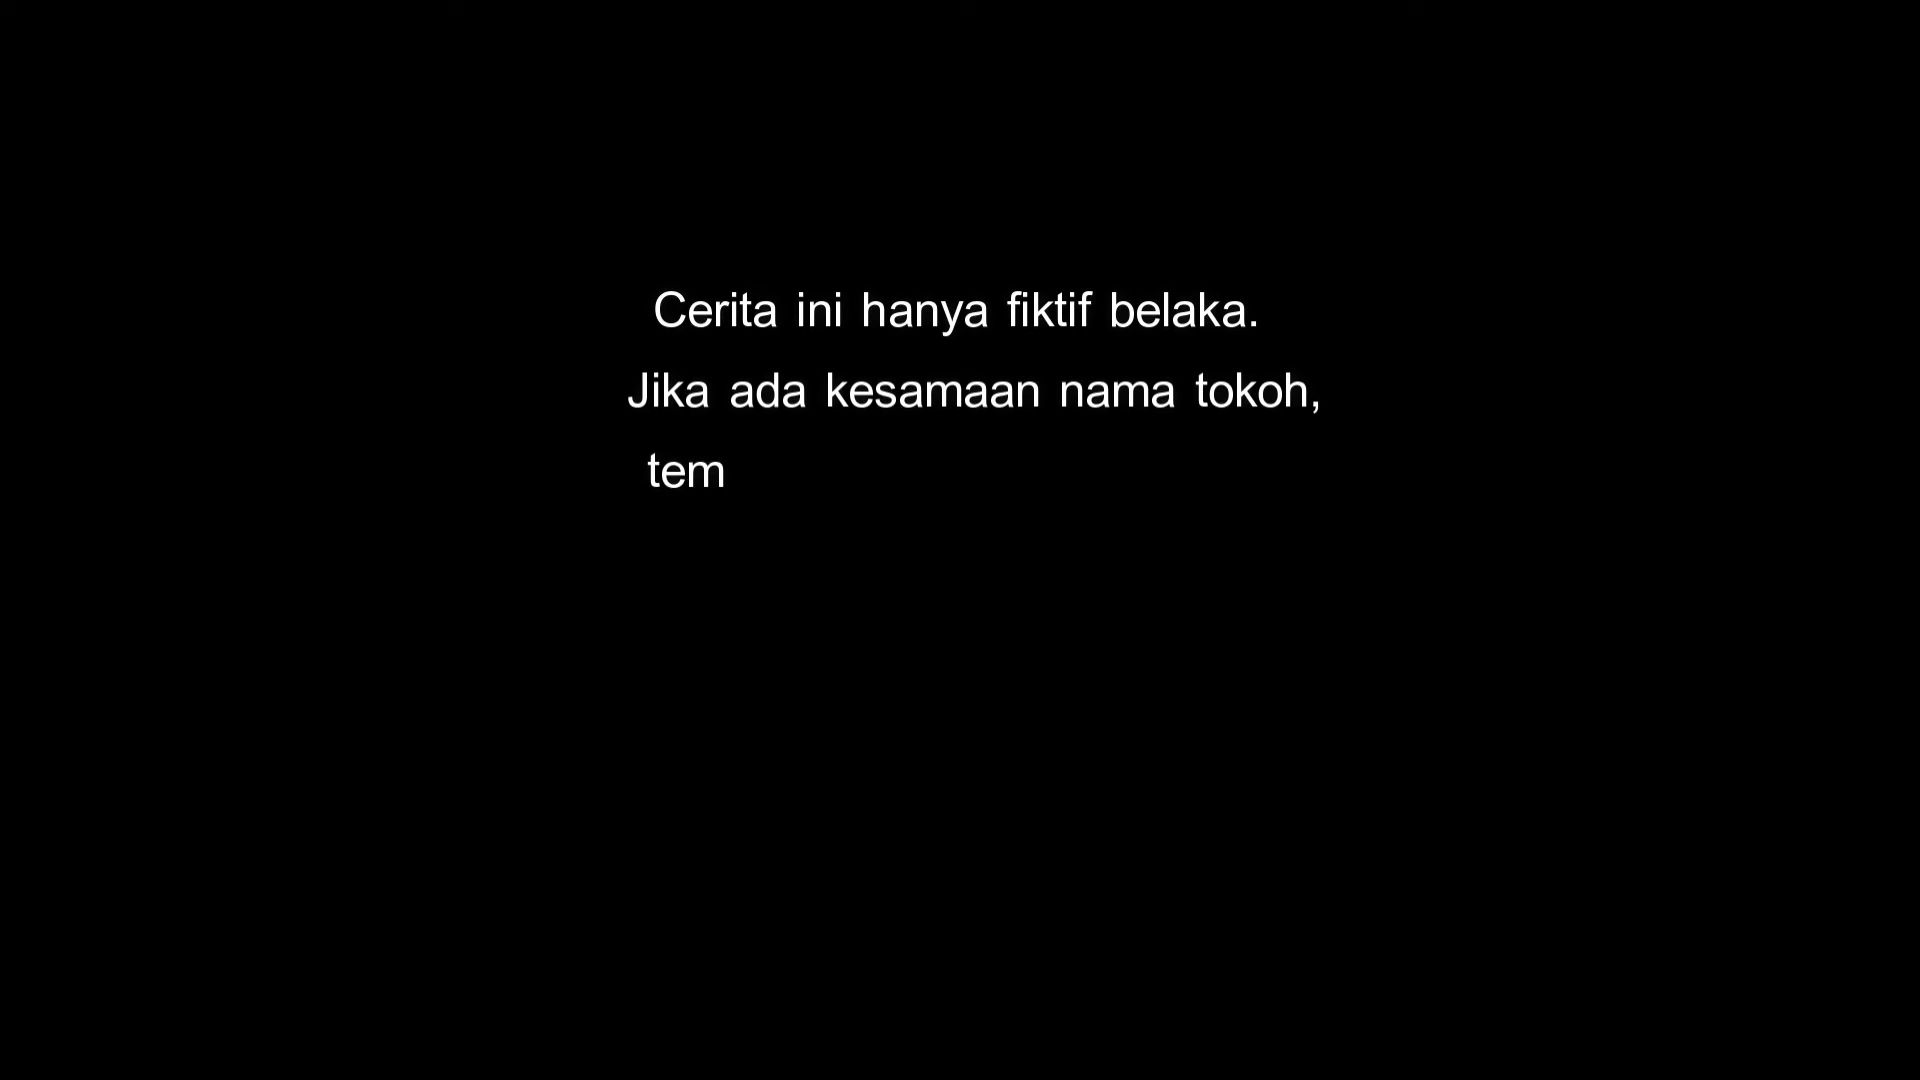 Cerita ini hanya fiktif belaka.
Jika ada kesamaan nama tokoh,
tem